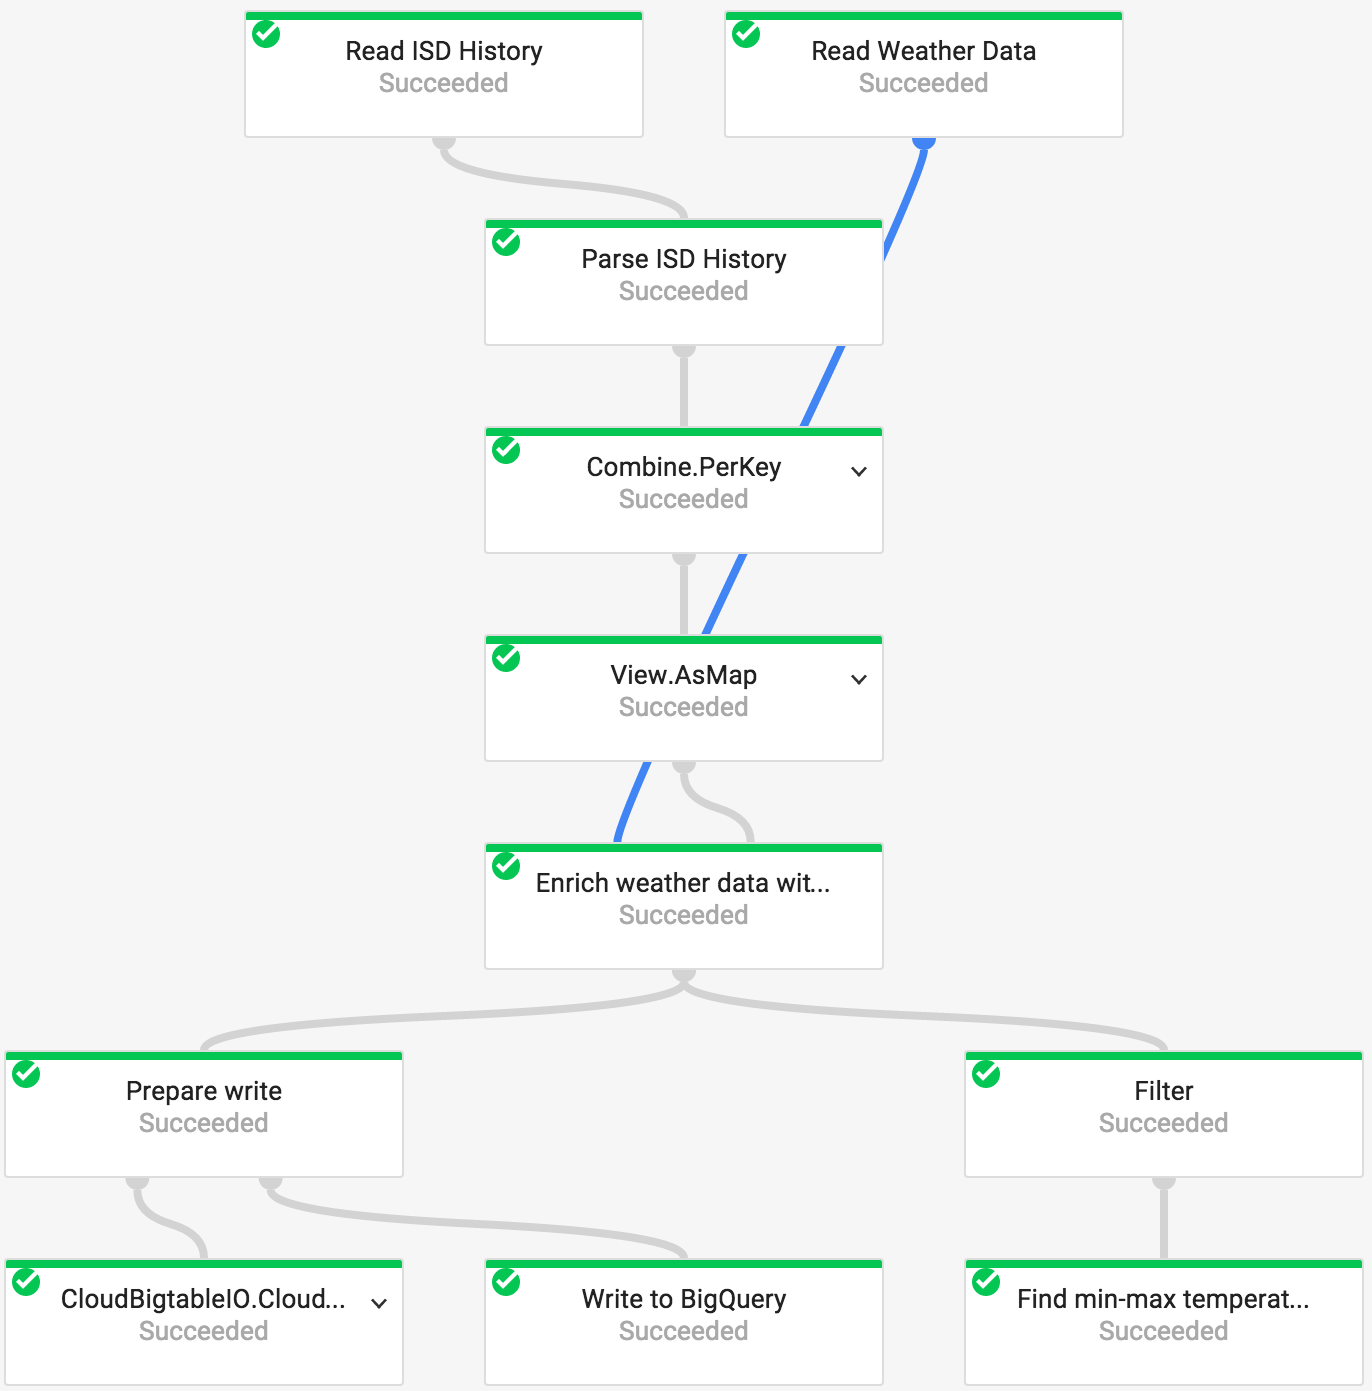 Read ISD History
Succeeded
Read Weather Data
Succeeded
Parse ISD History
Succeeded
Combine.PerKey
Succeeded
View.AsMap
Succeeded
Enrich weather data wit...
Succeeded
Prepare write
Succeeded
Filter
Succeeded
CloudBigtableIO.Cloud...
Succeeded
Write to BigQuery
Succeeded
Find min-max temperat...
Succeeded